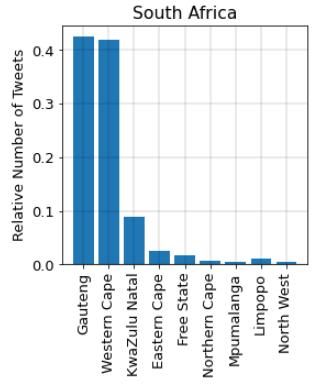 South Africa
Relative Number of Tweets
0.4
0.3
0.2
0.1
0.0
Gauteng
Western Cape
KwaZulu Natal
Eastern Cape
Free State
Northern Cape
Mpumalanga
Limpopo
North West